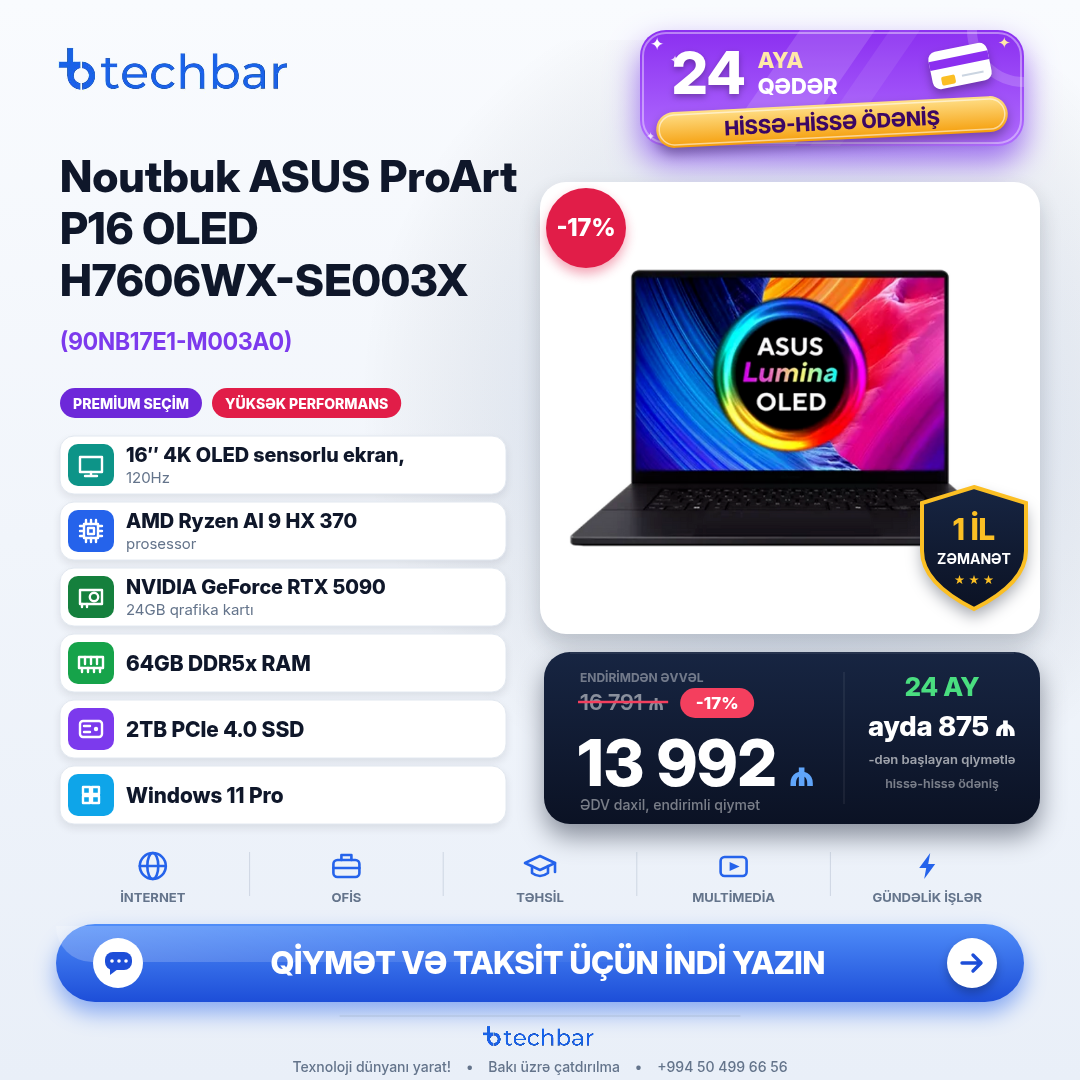 techbar
24 AYA
QƏDƏR
HİSSƏ-HİSSƏ ÖDƏNİŞ
Noutbuk ASUS ProArt
P16 OLED
H7606WX-SE003X
(90NB17E1-M003A0)
PREMİUM SEÇİM
YÜKSƏK PERFORMANS
16’’ 4K OLED sensorlu ekran,
120Hz
AMD Ryzen AI 9 HX 370
prosessor
NVIDIA GeForce RTX 5090
24GB qrafika kartı
64GB DDR5x RAM
2TB PCIe 4.0 SSD
Windows 11 Pro
-17%
ASUS
Lumina
OLED
1 İL
ZƏMANƏT
ENDİRİMDƏN ƏVVƏL
16 791 ₼
-17%
13 992 ₼
ƏDV daxil, endirimli qiymət
24 AY
ayda 875 ₼
-dən başlayan qiymətlə
hissə-hissə ödəniş
İNTERNET
OFİS
TƏHSİL
MULTİMEDİA
GÜNDƏLİK İŞLƏR
QİYMƏT VƏ TAKSİT ÜÇÜN İNDİ YAZIN
techbar
Texnoloji dünyanı yarat! • Bakı üzrə çatdırılma • +994 50 499 66 56